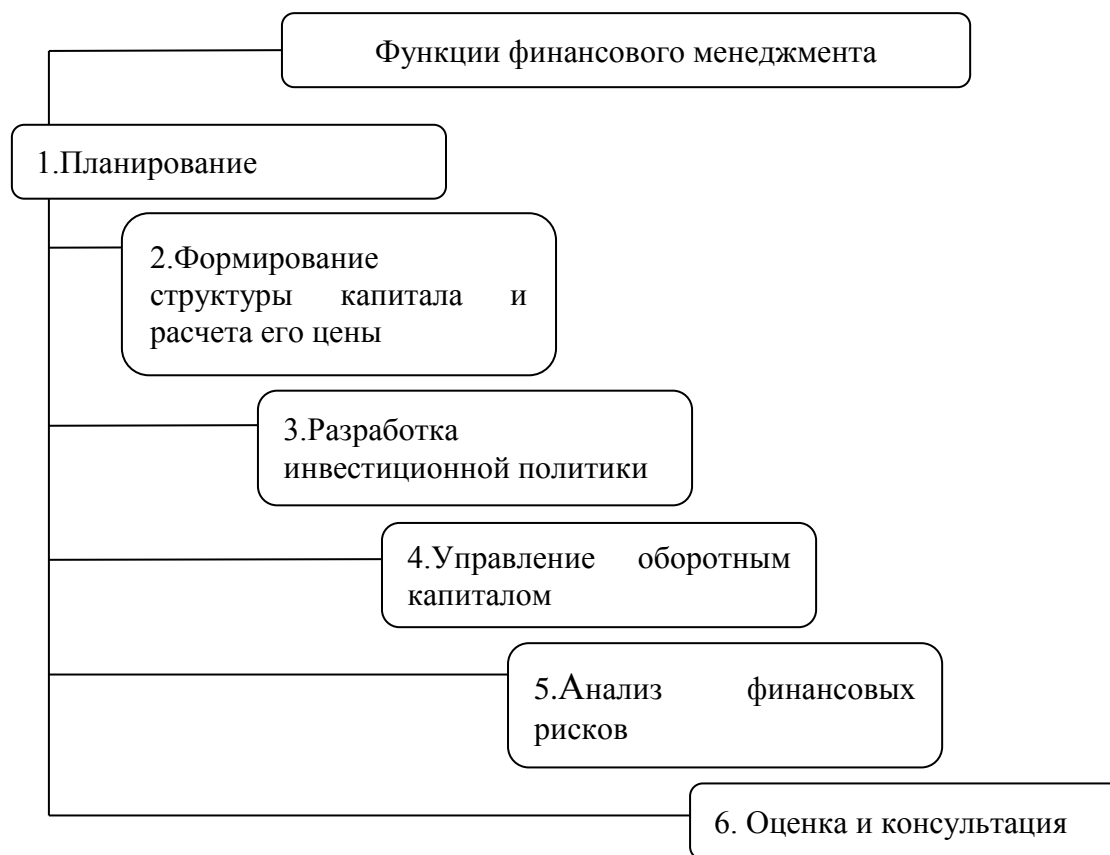 Функции финансового менеджмента
1.Планирование
2.Формирование
структуры капитала и
расчета его цены
3.Разработка
инвестиционной политики
4.Управление оборотным
капиталом
5.Анализ финансовых
рисков
6. Оценка и консультация